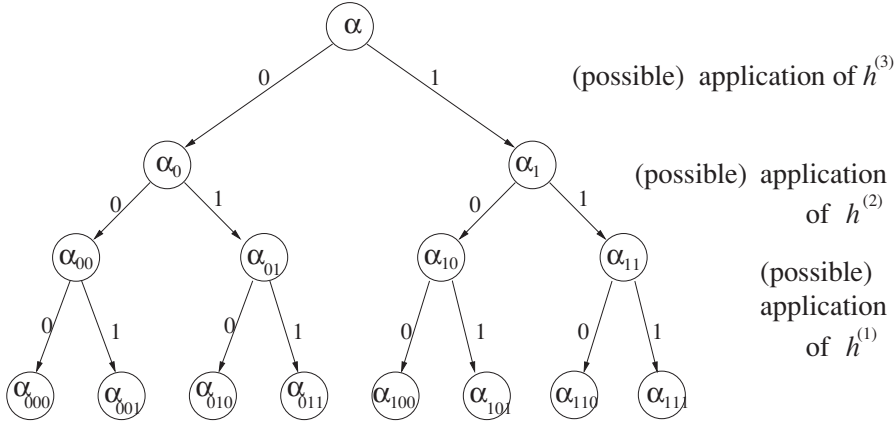 α
0 1 (possible) application of h^(3)
α_0 α_1
0 1 0 1 (possible) application
of h^(2)
α_00 α_01 α_10 α_11
(possible)
application
0 1 0 1 0 1 0 1
of h^(1)
α_000 α_001 α_010 α_011 α_100 α_101 α_110 α_111